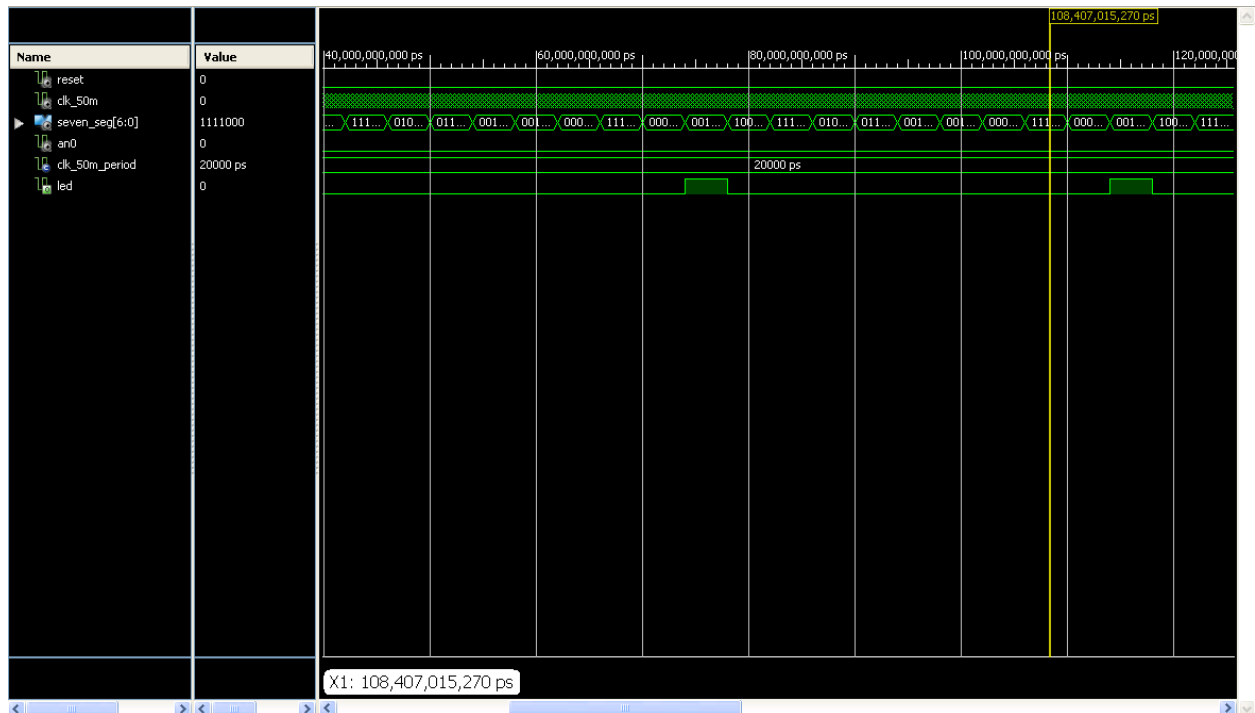 108,407,015,270 ps
Name Value
40,000,000,000 ps 60,000,000,000 ps 80,000,000,000 ps 100,000,000,000 ps 120,000,00
reset 0
clk_50m 0
seven_seg[6:0] 1111000 ... 111... 010... 011... 001... 001... 000... 111... 000... 001... 100... 111... 010... 011... 001... 001... 000... 111... 000... 001... 100... 111...
an0 0
clk_50m_period 20000 ps 20000 ps
led 0
X1: 108,407,015,270 ps